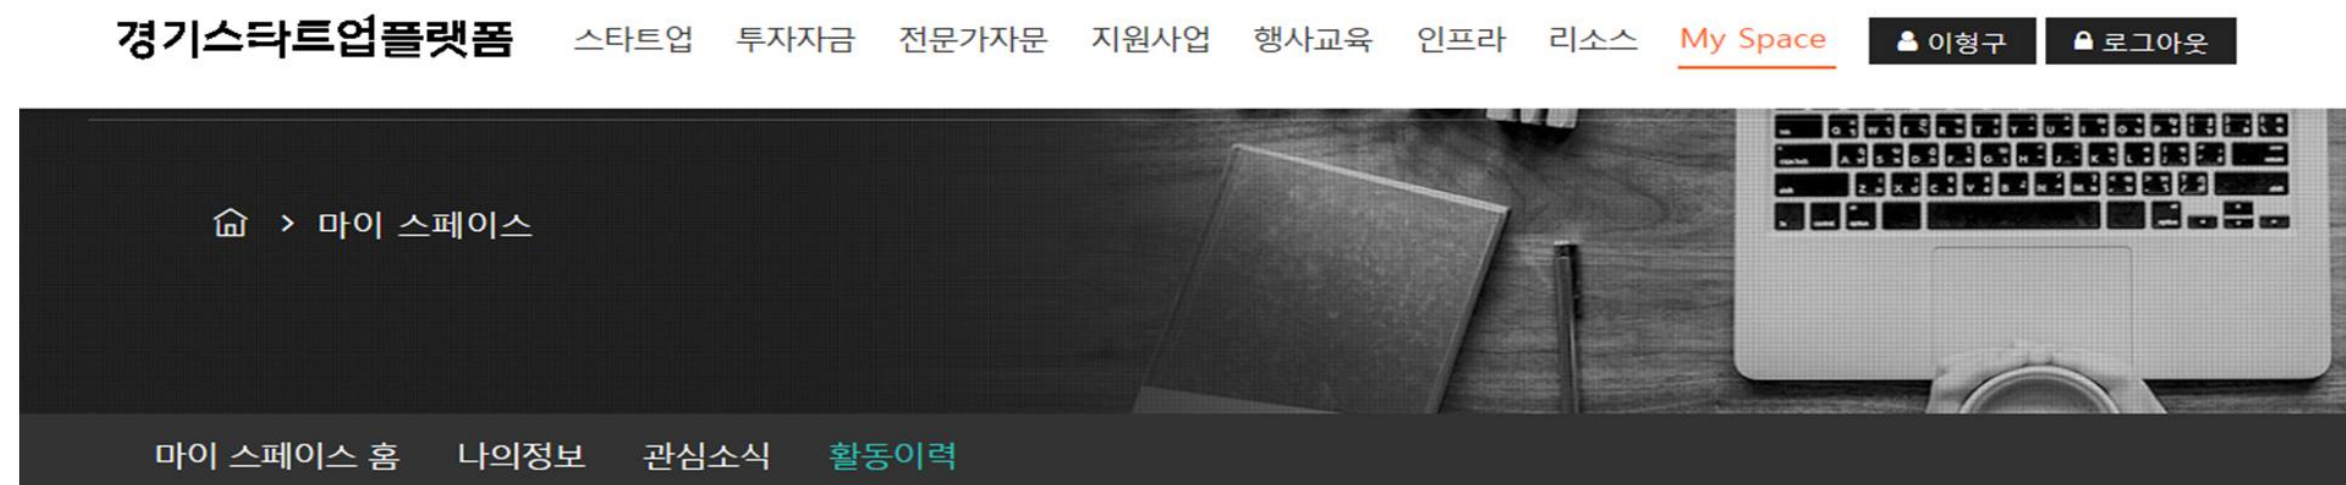 경기스타트업플랫폼 스타트업 투자자금 전문가자문 지원사업 행사교육 인프라 리소스 My Space 이형구 로그아웃
> 마이 스페이스
마이 스페이스 홈 나의정보 관심소식 활동이력